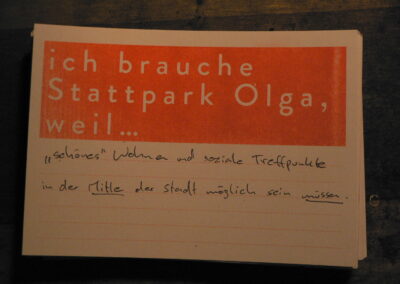 ich brauche
Stattpark Olga,
weil...
„schönes" Wohnen und soziale Treffpunkte
in der Mitte der Stadt möglich sein müssen.